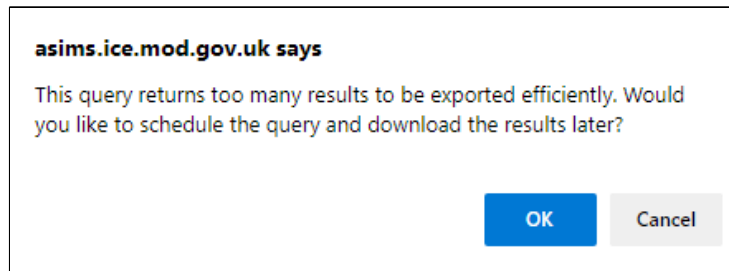 asims.ice.mod.gov.uk says
This query returns too many results to be exported efficiently. Would
you like to schedule the query and download the results later?
OK
Cancel